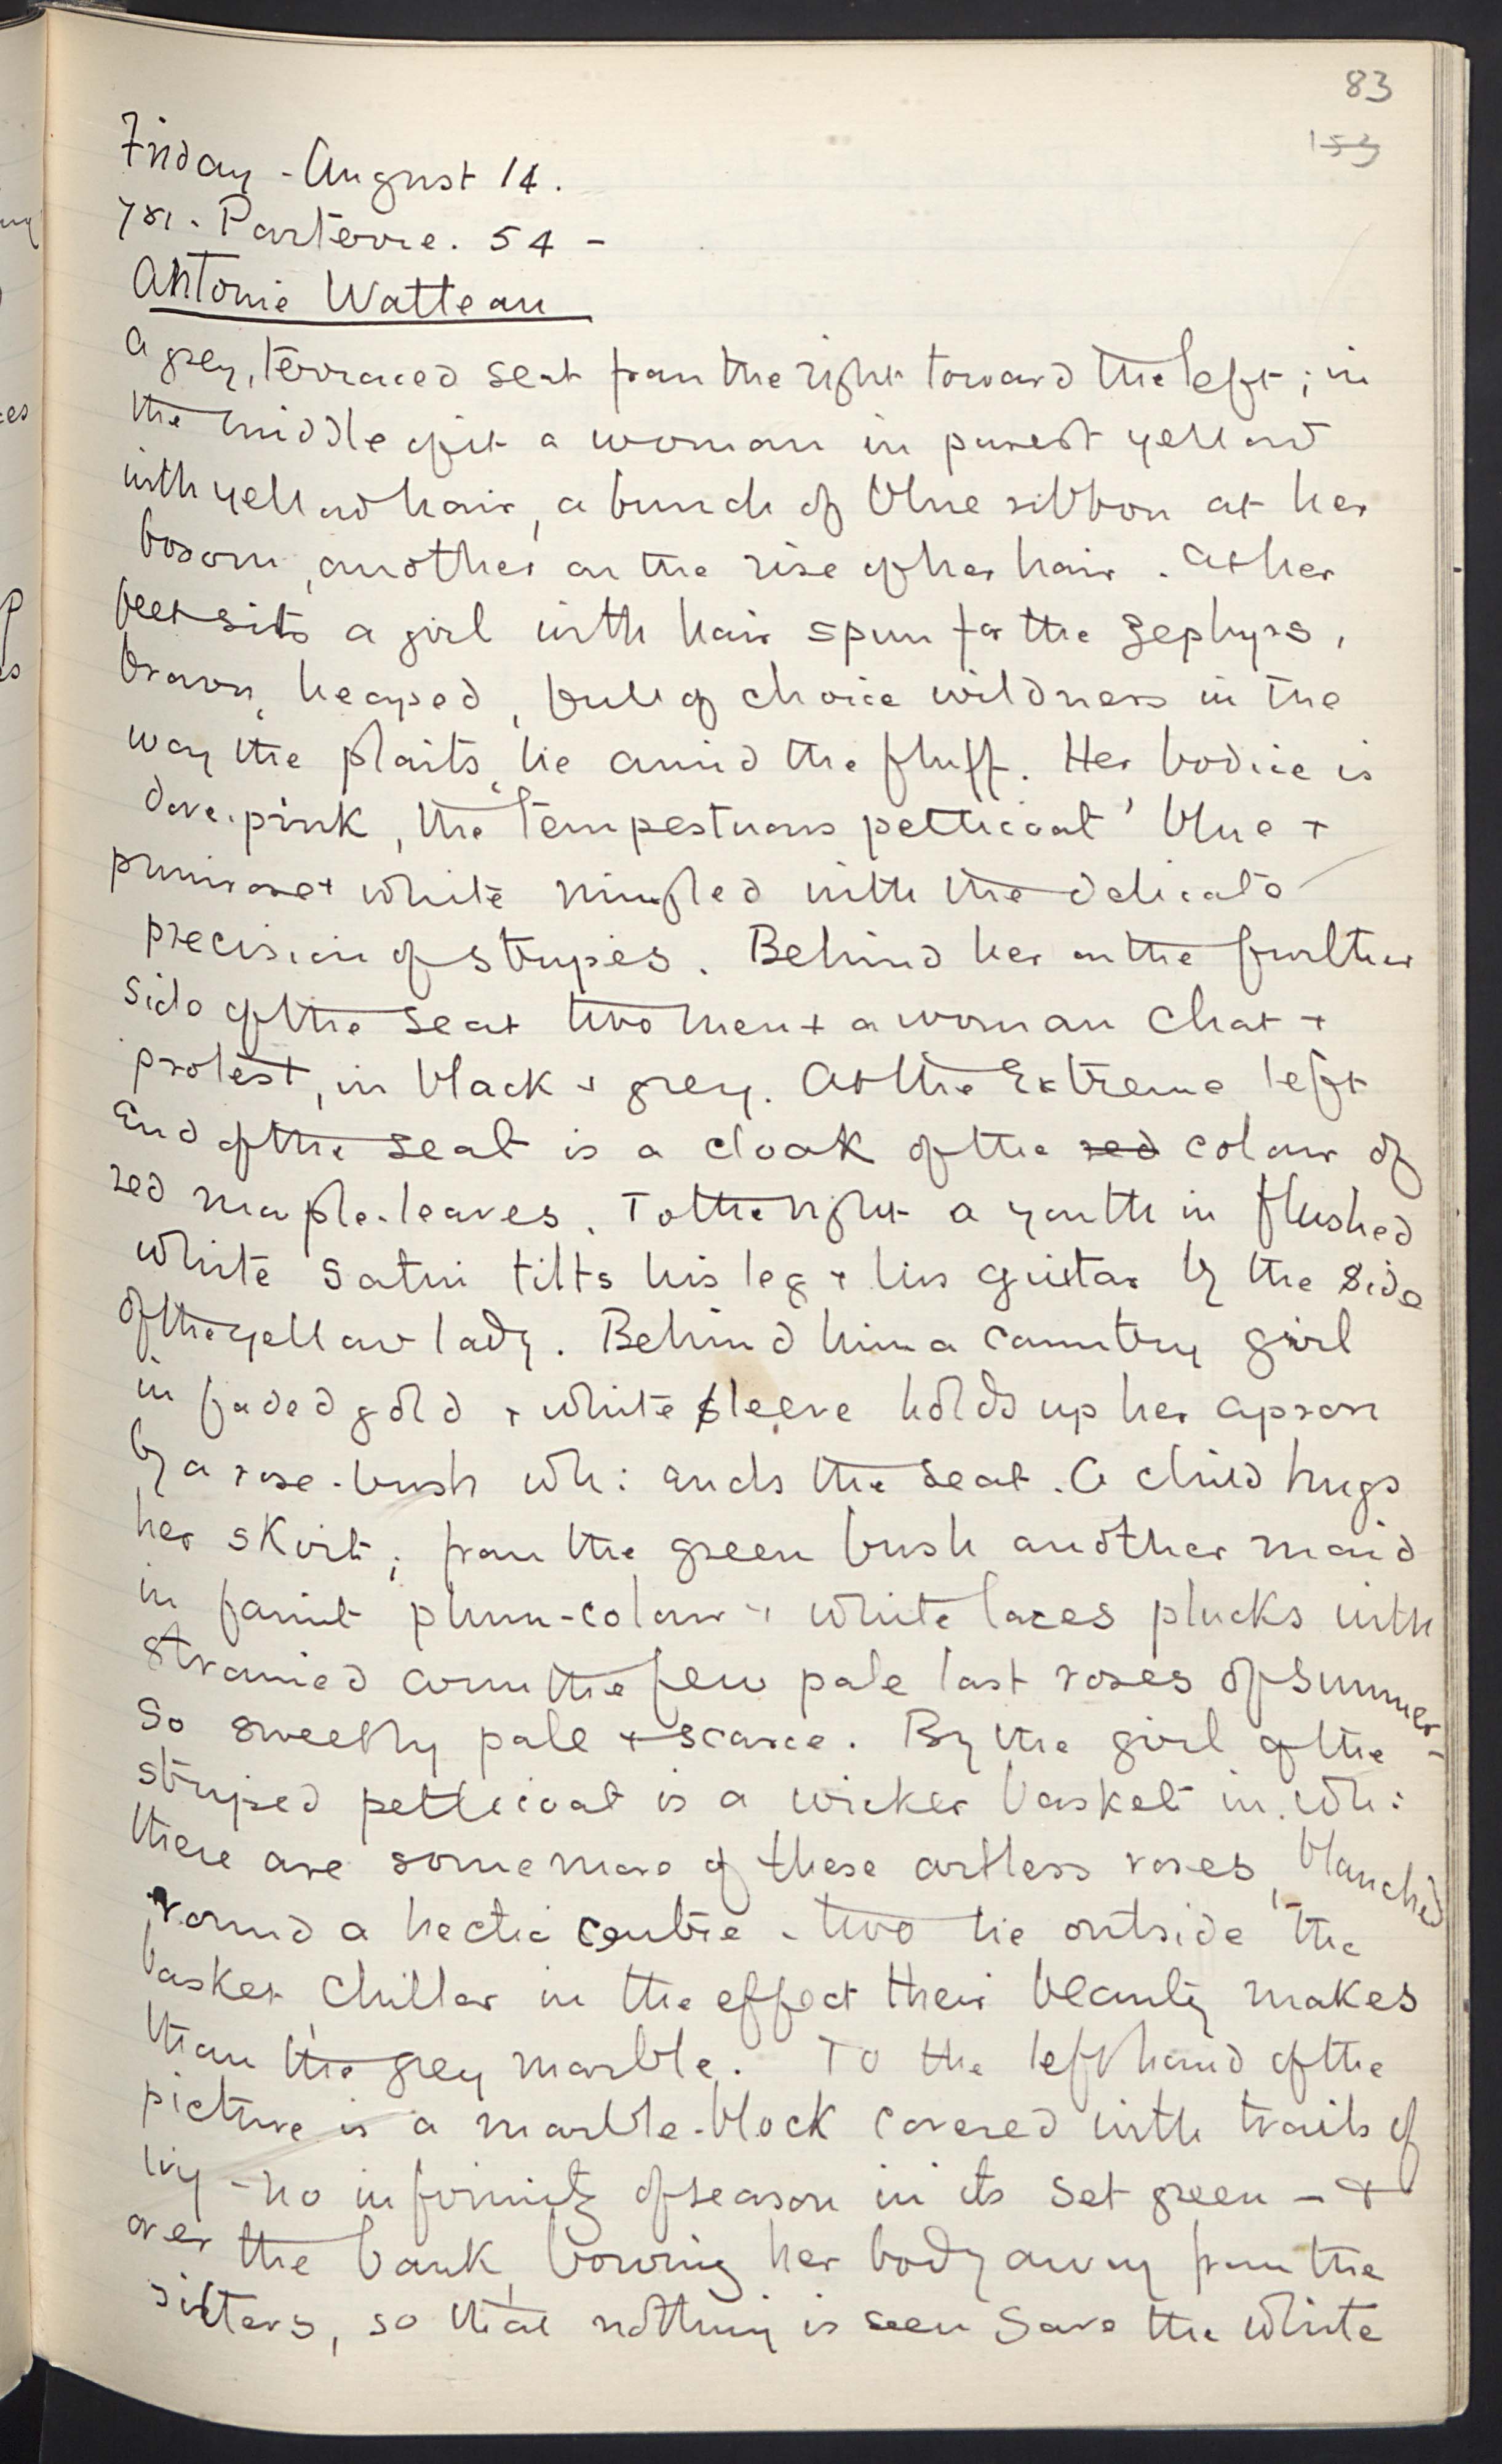 83
153
Friday - August 14.
781. Parterre. 54 -
Antonie Watteau
A grey, terraced seat from the right toward the left; in
the middle of it a woman in purest yellow
with yellow hair, a bunch of blue ribbon at her
bosom, another on the rise of her hair. At her
feet sits a girl with hair spun for the Zephyrs,
brown, heaped, full of choice wildness in the
way the plaits lie amid the fluff. Her bodice is
dove-pink, the 'tempestuous petticoat' blue +
primrose + white mingled with the delicate
precision of stripes. Behind her on the further
side of the seat two men + a woman chat +
protest, in black + grey. At the Extreme left
End of the seat is a cloak of the red colour of
red maple-leaves. To the right a youth in flushed
white satin tilts his leg + his guitar by the side
of the yellow lady. Behind him a country girl
in faded gold + white sleeve holds up her apron
by a rose-bush wh: ends the seat. A child hugs
her skirt; from the green bush another maid
in faint plum-colour + white laces plucks with
strained arm the few pale last roses of summer -
So sweetly pale + scarce. By the girl of the
striped petticoat is a wicker basket in wh:
there are some more of these artless roses, blanched
round a hectic centre - two lie outside the
basket, chiller in the effect their beauty makes
than the grey marble. To the left hand of the
picture is a marble-block covered with trails of
ivy - no infirmity of season in its set green - +
over the bank, bowing her body away from the
sitters, so that nothing is seen save the white